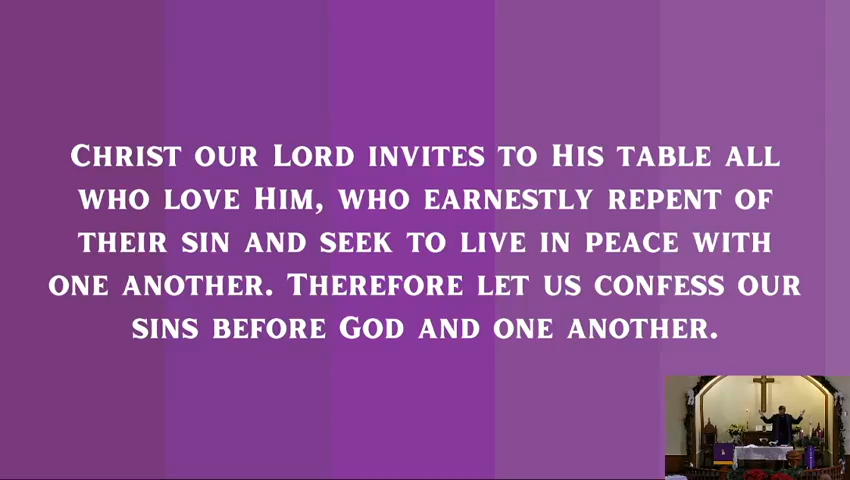 Christ our Lord invites to His table all
who love Him, who earnestly repent of
their sin and seek to live in peace with
one another. Therefore let us confess our
sins before God and one another.